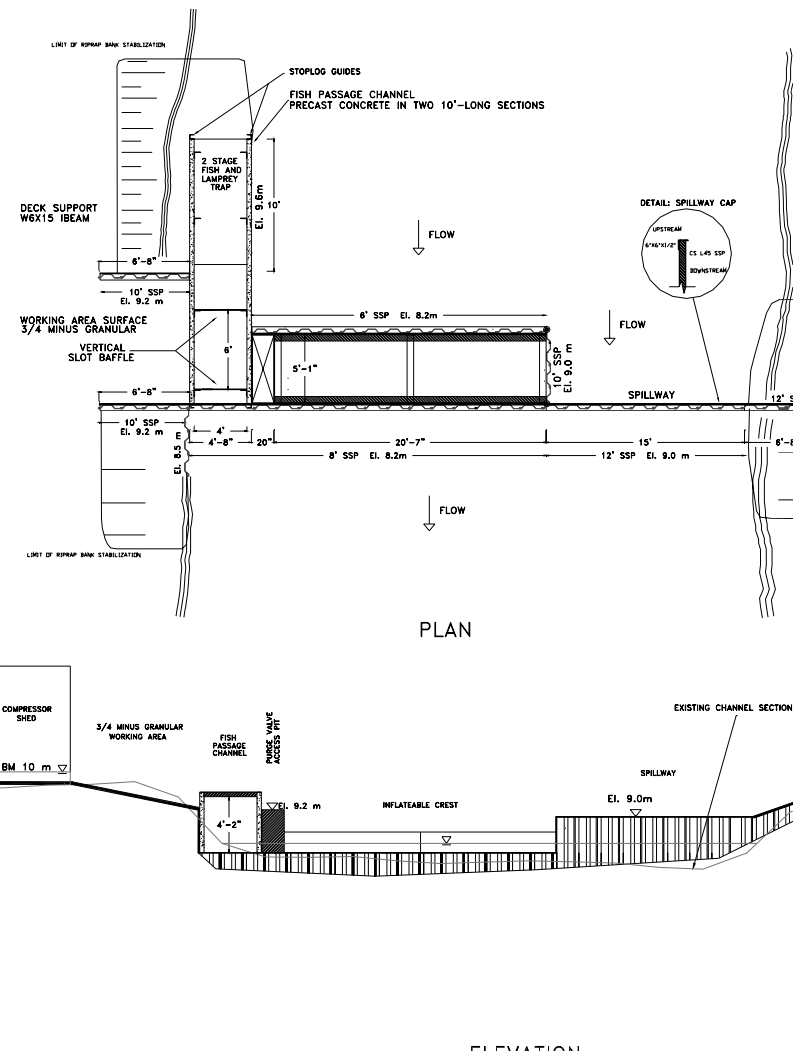 LIMIT OF RIPRAP BANK STABILIZATION
STOPLOG GUIDES
FISH PASSAGE CHANNEL
PRECAST CONCRETE IN TWO 10'-LONG SECTIONS
2 STAGE
FISH AND
LAMPREY
TRAP
El. 9.6m
10'
DECK SUPPORT
W6X15 IBEAM
FLOW
DETAIL: SPILLWAY CAP
UPSTREAM
6"X6"X1/2"
CS L45 SSP
DOWNSTREAM
6'-8"
10' SSP
El. 9.2 m
WORKING AREA SURFACE
3/4 MINUS GRANULAR
VERTICAL
SLOT BAFFLE
6'
6' SSP El. 8.2m
FLOW
5'-1"
10' SSP
El. 9.0 m
6'-8"
SPILLWAY
12' S
10' SSP
El. 9.2 m
El. 8.5 m
4'
4'-8"
20"
20'-7"
15'
6'-8
8' SSP El. 8.2m
12' SSP El. 9.0 m
FLOW
LIMIT OF RIPRAP BANK STABILIZATION
PLAN
COMPRESSOR
SHED
3/4 MINUS GRANULAR
WORKING AREA
FISH
PASSAGE
CHANNEL
PURGE VALVE
ACCESS PIT
EXISTING CHANNEL SECTION
BM 10 m
SPILLWAY
El. 9.2 m
INFLATEABLE CREST
El. 9.0m
4'-2"
ELEVATION